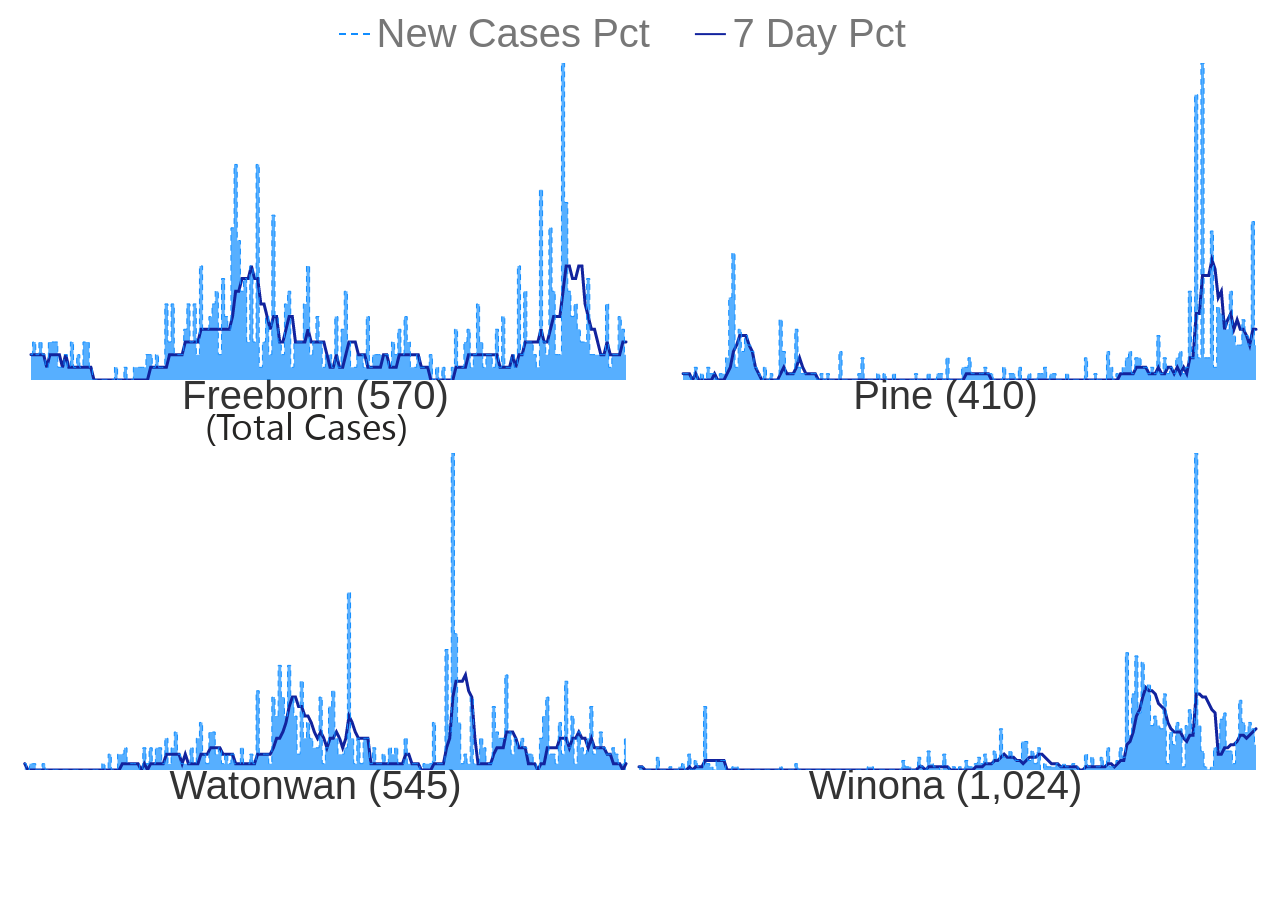 New Cases Pct 7 Day Pct
Freeborn (570)
(Total Cases)
Pine (410)
Watonwan (545)
Winona (1,024)